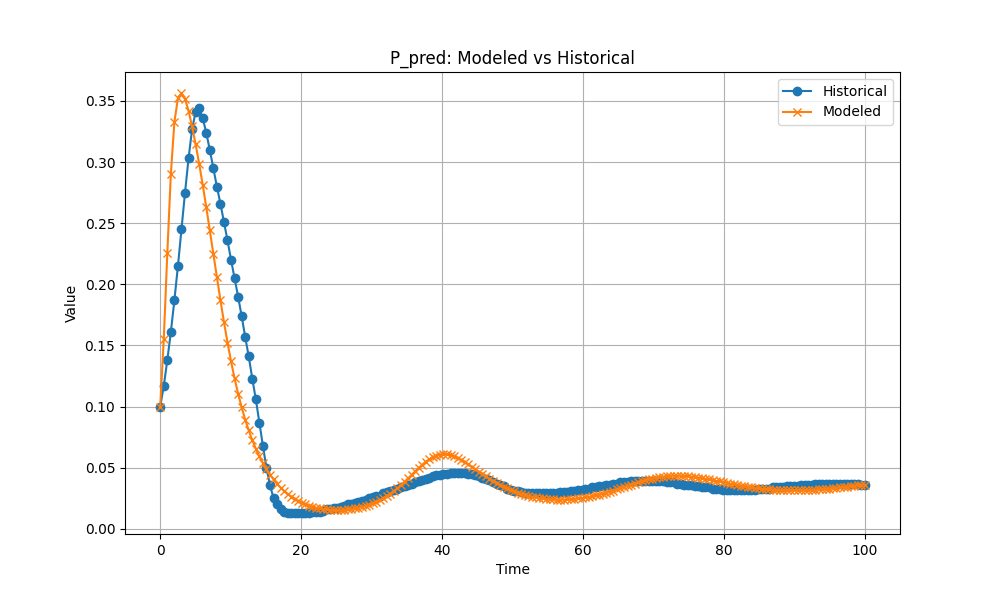 P_pred: Modeled vs Historical
Historical
Modeled
0.35
0.30
0.25
0.20
0.15
0.10
0.05
0.00
Value
0 20 40 60 80 100
Time